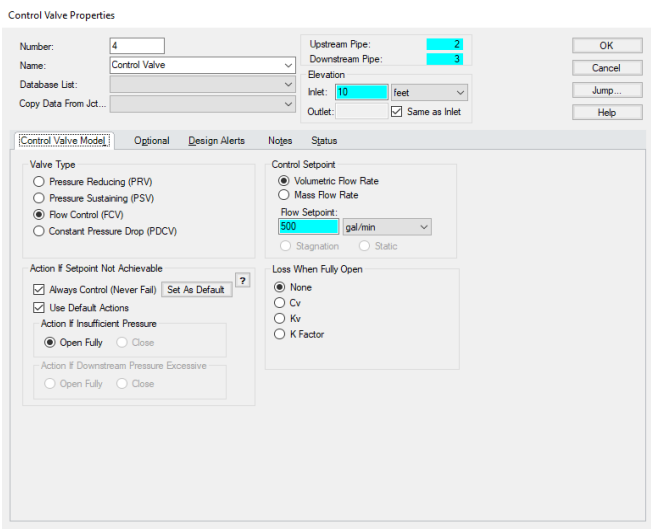 Control Valve Properties
Number: 4
Name: Control Valve
Database List:
Copy Data From Jct...
Upstream Pipe: 2
Downstream Pipe: 3
Elevation
Inlet: 10 feet
Outlet: Same as Inlet
OK
Cancel
Jump...
Help
Control Valve Model Optional Design Alerts Notes Status
Valve Type
Pressure Reducing (PRV)
Pressure Sustaining (PSV)
Flow Control (FCV)
Constant Pressure Drop (PDCV)
Control Setpoint
Volumetric Flow Rate
Mass Flow Rate
Flow Setpoint:
500 gal/min
Stagnation Static
Action If Setpoint Not Achievable
?
Always Control (Never Fail) Set As Default
Use Default Actions
Action If Insufficient Pressure
Open Fully Close
Action If Downstream Pressure Excessive
Open Fully Close
Loss When Fully Open
None
Cv
Kv
K Factor